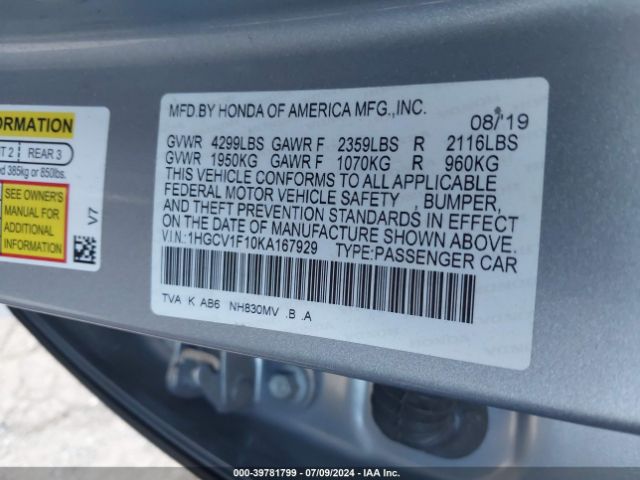 ORMATION
T 2 REAR 3
ed 385kg or 850lbs.
SEE OWNER'S
MANUAL FOR
ADDITIONAL
INFORMATION
V7
MFD.BY HONDA OF AMERICA MFG.,INC. 08/'19
GVWR 4299LBS GAWR F 2359LBS R 2116LBS
GVWR 1950KG GAWR F 1070KG R 960KG
THIS VEHICLE CONFORMS TO ALL APPLICABLE
FEDERAL MOTOR VEHICLE SAFETY , BUMPER,
AND THEFT PREVENTION STANDARDS IN EFFECT
ON THE DATE OF MANUFACTURE SHOWN ABOVE.
V.I.N.:1HGCV1F10KA167929 TYPE:PASSENGER CAR
TVA K AB6 NH830MV .B .A
000-39781799 - 07/09/2024 - IAA Inc.